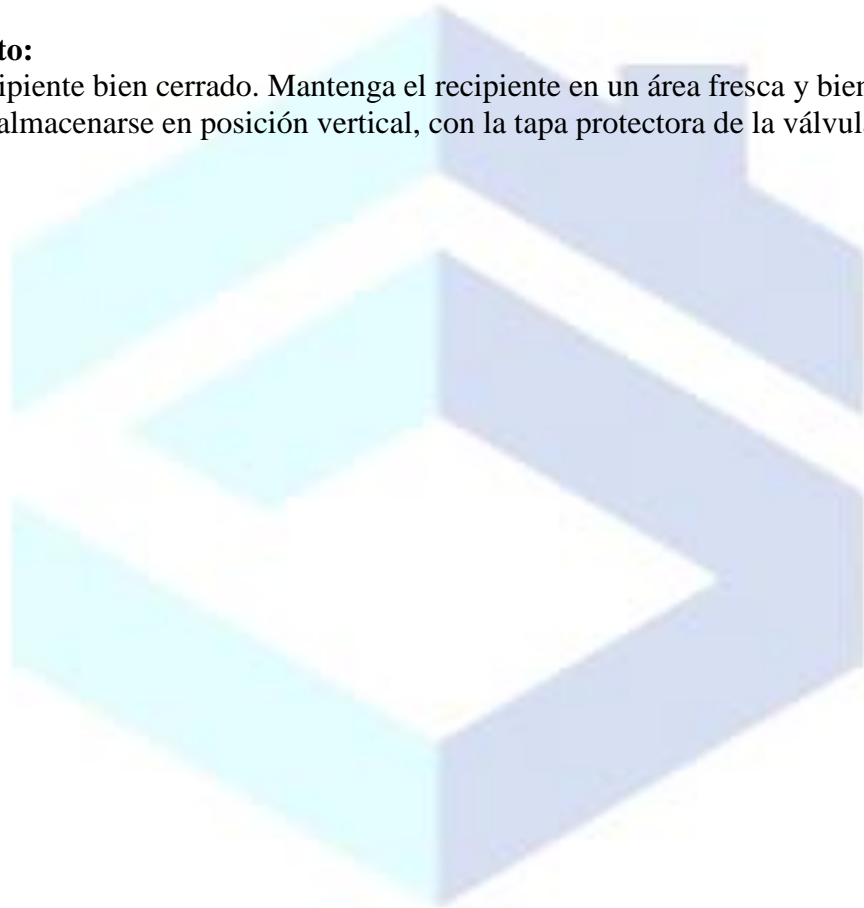 to:
ipiente bien cerrado. Mantenga el recipiente en un área fresca y bien
almacenarse en posición vertical, con la tapa protectora de la válvula